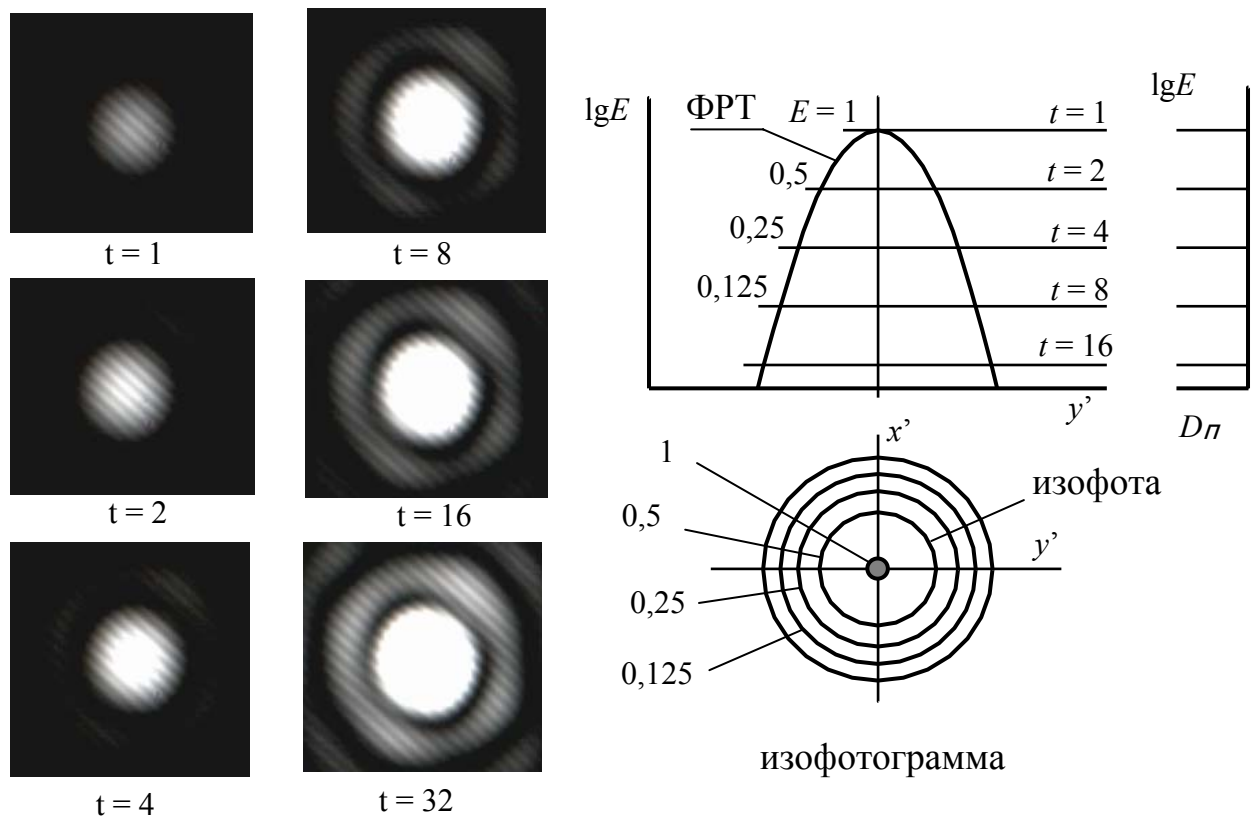 t = 1
t = 8
t = 2
t = 16
t = 4
t = 32
lgE
ФРТ
E = 1
0,5
0,25
0,125
t = 1
t = 2
t = 4
t = 8
t = 16
y’
lgE
Dп
x’
1
0,5
0,25
0,125
изофота
y’
изофотограмма